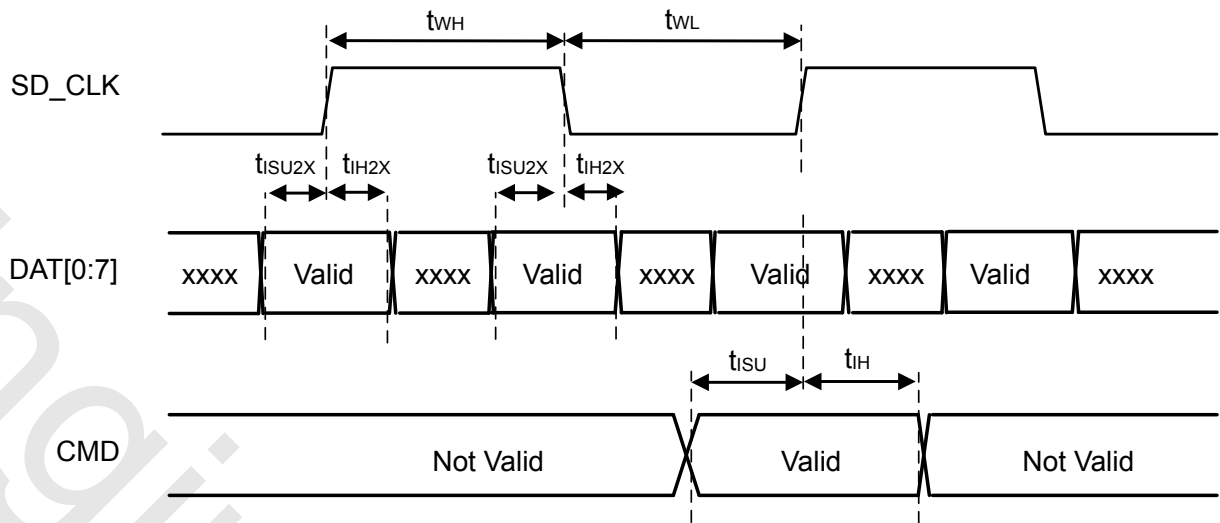 tWH tWL
SD_CLK
tISU2X tIH2X tISU2X tIH2X
DAT[0:7] xxxx Valid xxxx Valid xxxx Valid xxxx Valid xxxx
tISU tIH
CMD Not Valid Valid Not Valid